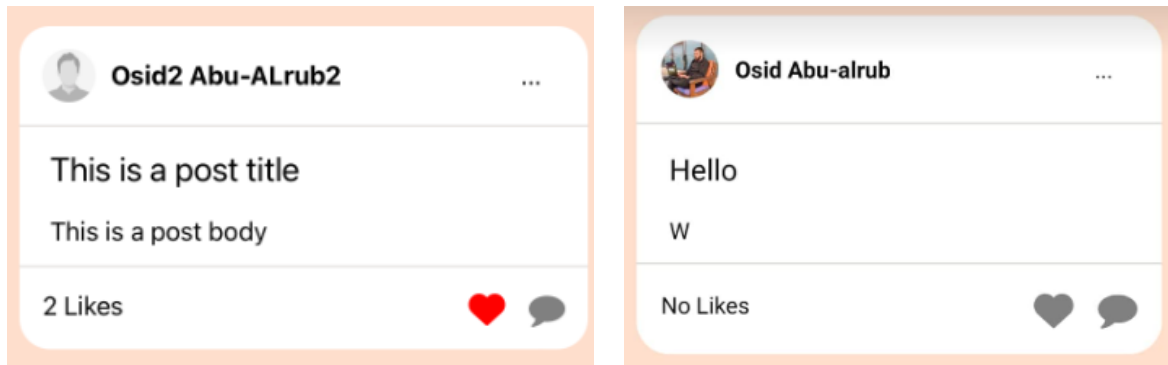 Osid2 Abu-ALrub2
...
This is a post title
This is a post body
2 Likes
Osid Abu-alrub
...
Hello
W
No Likes